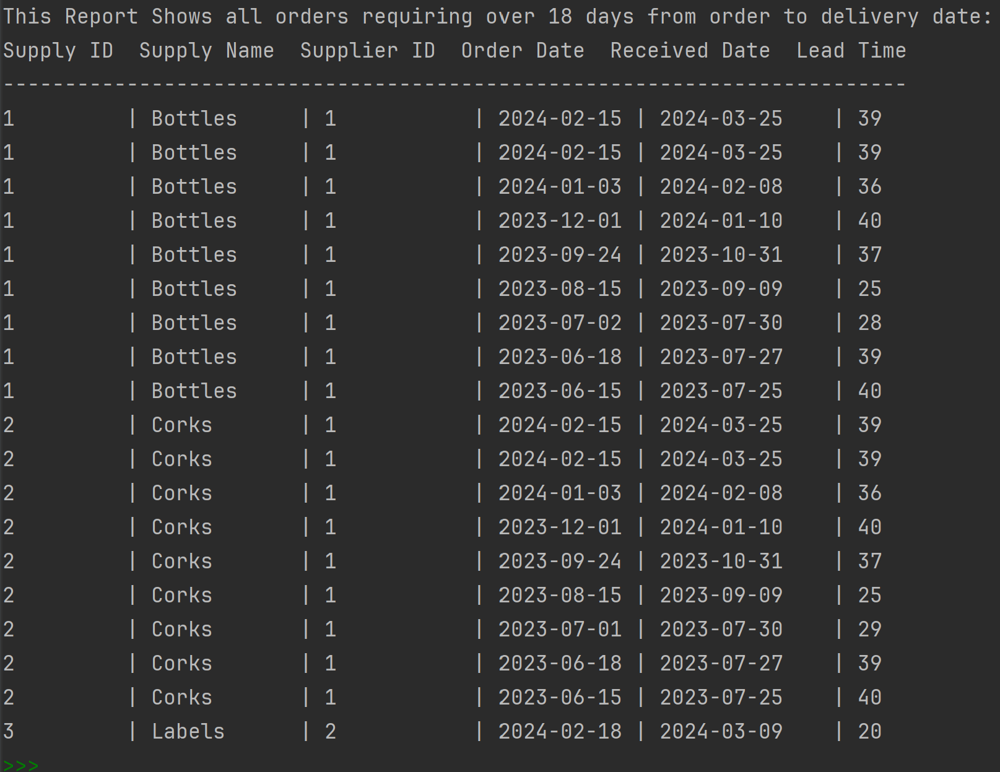 This Report Shows all orders requiring over 18 days from order to delivery date:
Supply ID  Supply Name  Supplier ID  Order Date  Received Date  Lead Time
-------------------------------------------------------------------------
1         | Bottles     | 1           | 2024-02-15 | 2024-03-25    | 39
1         | Bottles     | 1           | 2024-02-15 | 2024-03-25    | 39
1         | Bottles     | 1           | 2024-01-03 | 2024-02-08    | 36
1         | Bottles     | 1           | 2023-12-01 | 2024-01-10    | 40
1         | Bottles     | 1           | 2023-09-24 | 2023-10-31    | 37
1         | Bottles     | 1           | 2023-08-15 | 2023-09-09    | 25
1         | Bottles     | 1           | 2023-07-02 | 2023-07-30    | 28
1         | Bottles     | 1           | 2023-06-18 | 2023-07-27    | 39
1         | Bottles     | 1           | 2023-06-15 | 2023-07-25    | 40
2         | Corks       | 1           | 2024-02-15 | 2024-03-25    | 39
2         | Corks       | 1           | 2024-02-15 | 2024-03-25    | 39
2         | Corks       | 1           | 2024-01-03 | 2024-02-08    | 36
2         | Corks       | 1           | 2023-12-01 | 2024-01-10    | 40
2         | Corks       | 1           | 2023-09-24 | 2023-10-31    | 37
2         | Corks       | 1           | 2023-08-15 | 2023-09-09    | 25
2         | Corks       | 1           | 2023-07-01 | 2023-07-30    | 29
2         | Corks       | 1           | 2023-06-18 | 2023-07-27    | 39
2         | Corks       | 1           | 2023-06-15 | 2023-07-25    | 40
3         | Labels      | 2           | 2024-02-18 | 2024-03-09    | 20
>>>